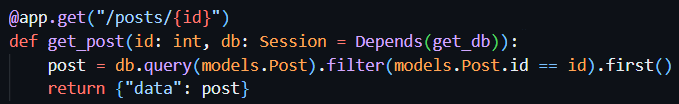 @app.get("/posts/{id}")
def get_post(id: int, db: Session = Depends(get_db)):
    post = db.query(models.Post).filter(models.Post.id == id).first()
    return {"data": post}